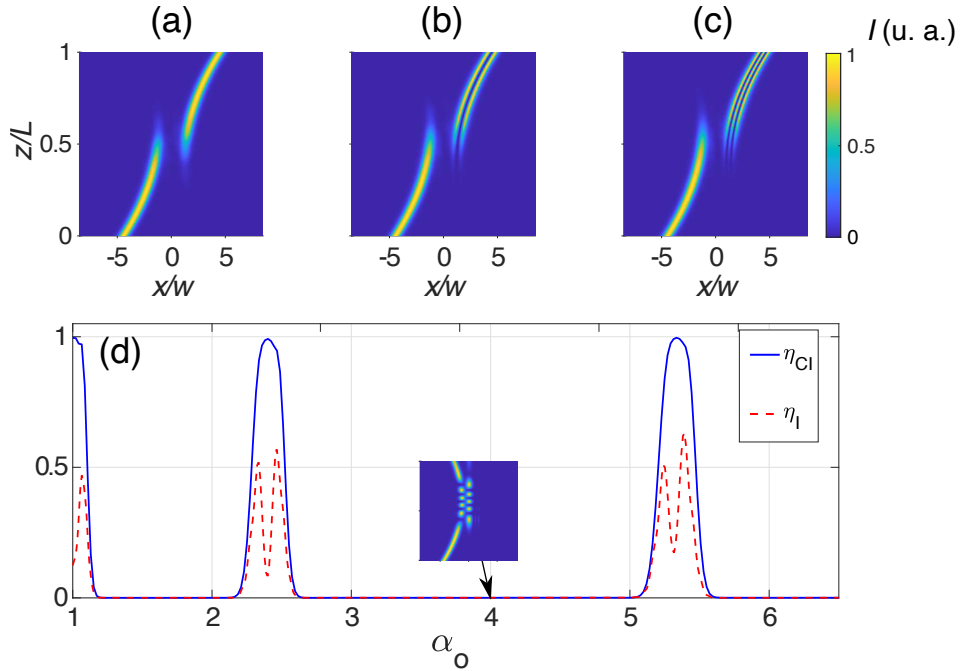 (a) (b) (c) I (u. a.)
1 1
z/L 0.5 0.5
0 0
-5 0 5 -5 0 5 -5 0 5
x/w x/w x/w
1 (d) η_CI
0.5 η_I
0
1 2 3 4 5 6
α_o